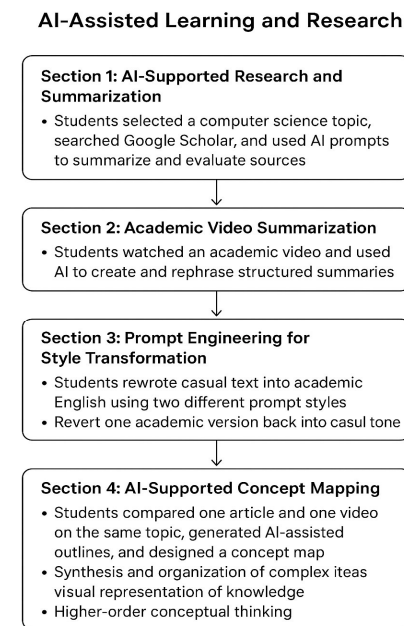 AI-Assisted Learning and Research
Section 1: AI-Supported Research and
Summarization
• Students selected a computer science topic,
searched Google Scholar, and used AI prompts
to summarize and evaluate sources
Section 2: Academic Video Summarization
• Students watched an academic video and used
AI to create and rephrase structured summaries
Section 3: Prompt Engineering for
Style Transformation
• Students rewrote casual text into academic
English using two different prompt styles
• Revert one academic version back into casul tone
Section 4: AI-Supported Concept Mapping
• Students compared one article and one video
on the same topic, generated AI-assisted
outlines, and designed a concept map
• Synthesis and organization of complex iteas
visual representation of knowledge
• Higher-order conceptual thinking